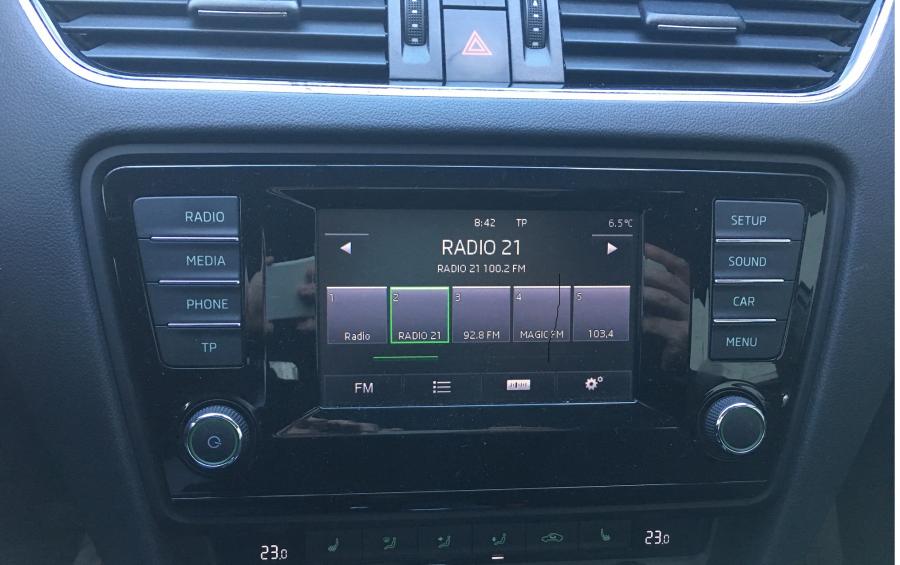 RADIO
MEDIA
PHONE
TP
8:42 TP 6.5°C
RADIO 21
RADIO 21 100.2 FM
1 2 3 4 5
Radio RADIO 21 92.8 FM MAGIC FM 103,4
FM
SETUP
SOUND
CAR
MENU
23.0 23.0